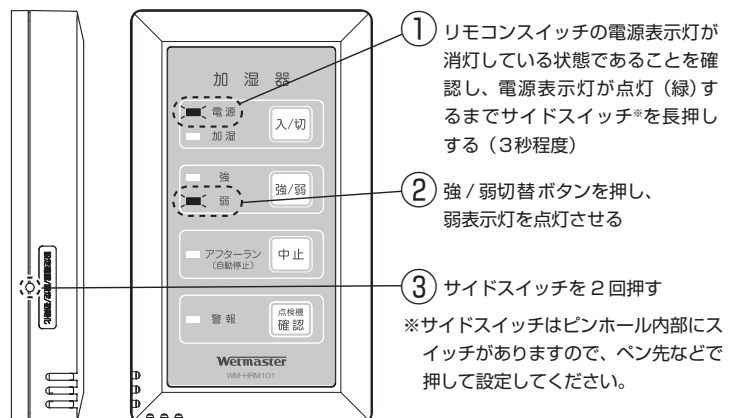 加湿器
電源
入/切
加湿
強
強/弱
弱
アフターラン
(自動停止)
中止
警報
点検機
確認
Wetmaster
WM-HRM101
① リモコンスイッチの電源表示灯が
消灯している状態であることを確
認し、電源表示灯が点灯(緑)す
るまでサイドスイッチ※を長押し
する(3秒程度)
② 強/弱切替ボタンを押し、
弱表示灯を点灯させる
③ サイドスイッチを2回押す
※サイドスイッチはピンホール内部にス
イッチがありますので、ペン先などで
押して設定してください。